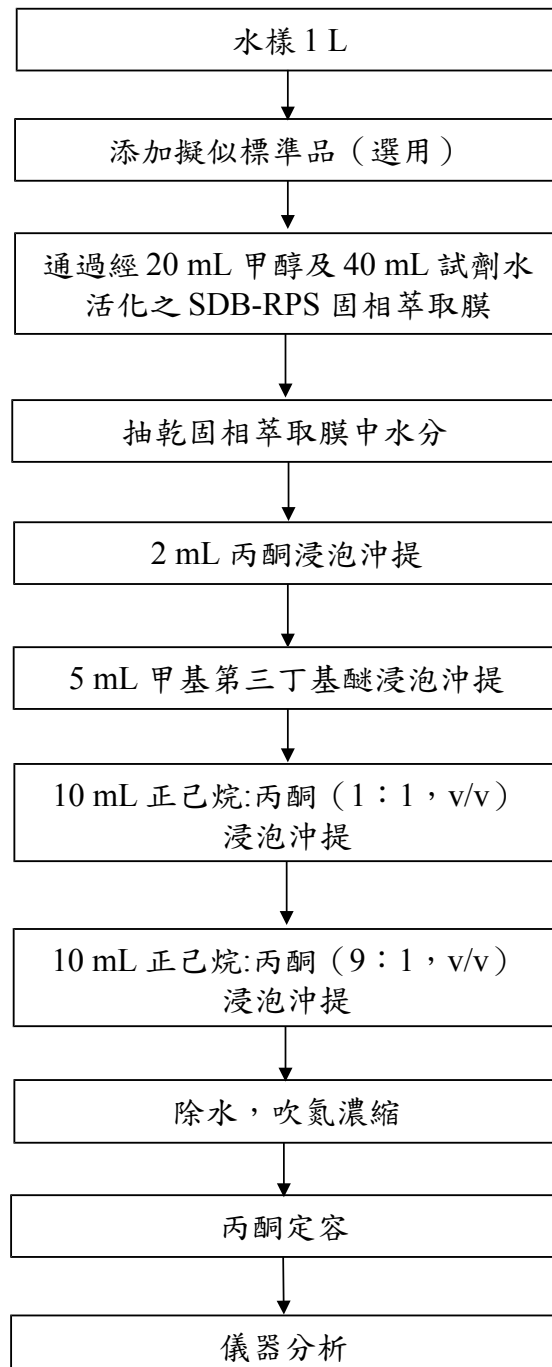 水樣 1 L
添加擬似標準品（選用）
通過經 20 mL 甲醇及 40 mL 試劑水
活化之 SDB-RPS 固相萃取膜
抽乾固相萃取膜中水分
2 mL 丙酮浸泡沖提
5 mL 甲基第三丁基醚浸泡沖提
10 mL 正己烷:丙酮（1：1，v/v）
浸泡沖提
10 mL 正己烷:丙酮（9：1，v/v）
浸泡沖提
除水，吹氮濃縮
丙酮定容
儀器分析